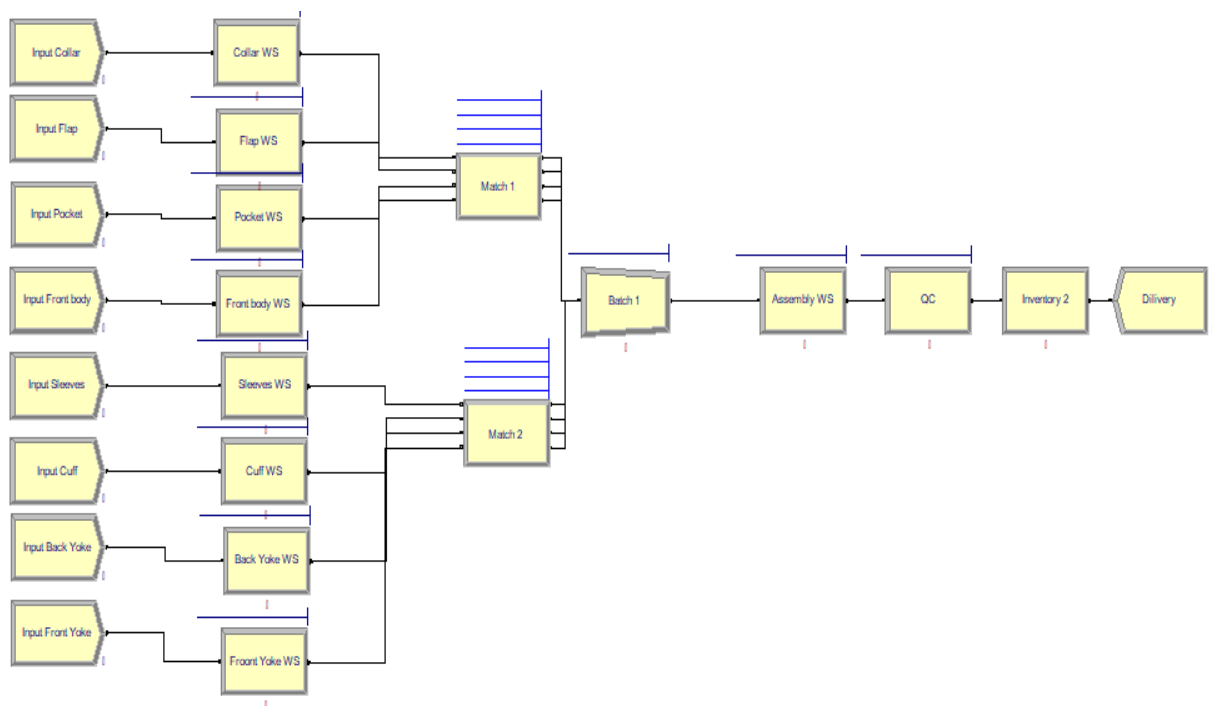 Input Collar
Collar WS
Input Flap
Flap WS
Match 1
Input Pocket
Pocket WS
Input Front body
Front body WS
Batch 1
Assembly WS
QC
Inventory 2
Dilivery
Input Sleeves
Sleeves WS
Match 2
Input Cuff
Cuff WS
Input Back Yoke
Back Yoke WS
Input Front Yoke
Froont Yoke WS